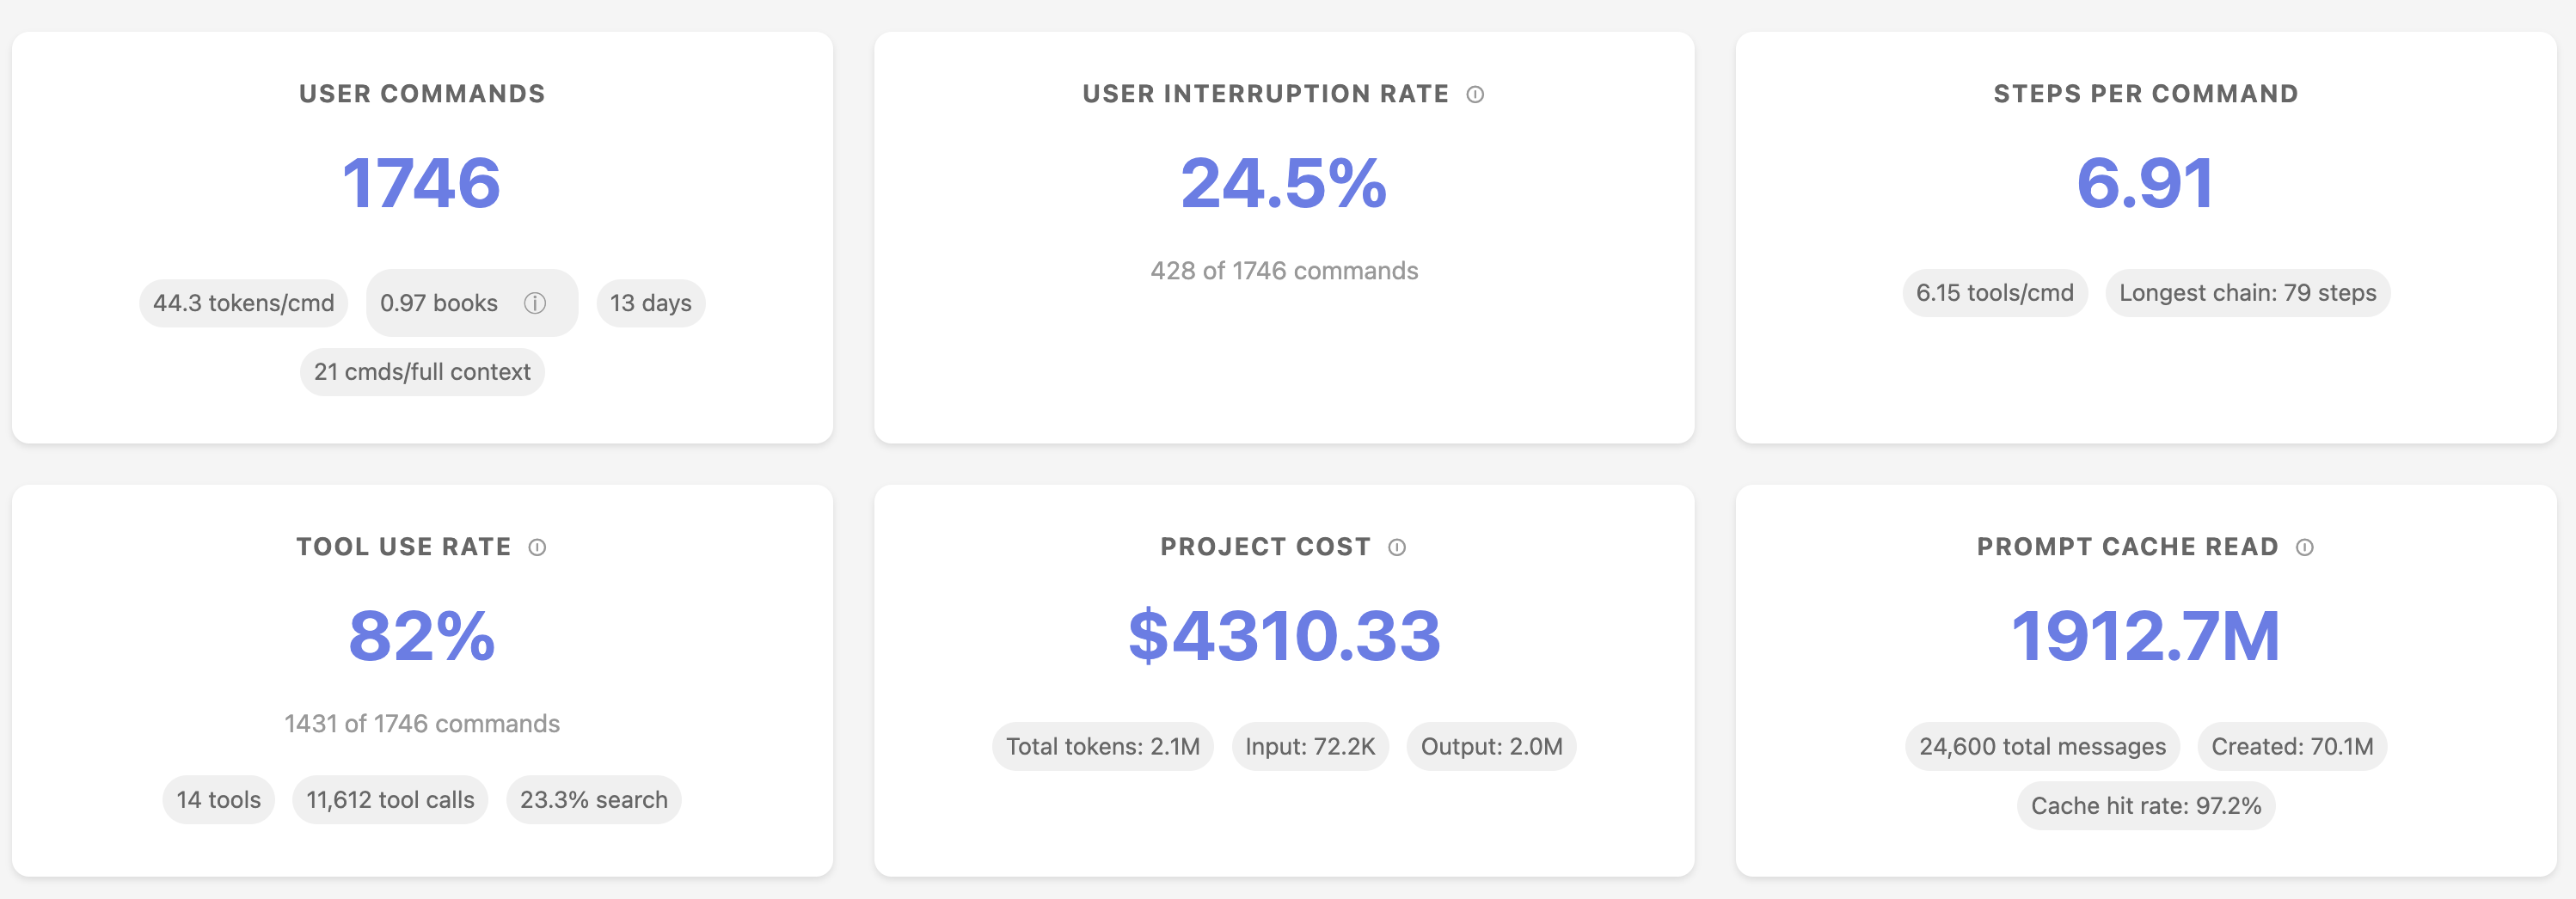 USER COMMANDS
1746
44.3 tokens/cmd
0.97 books
13 days
21 cmds/full context
USER INTERRUPTION RATE
24.5%
428 of 1746 commands
STEPS PER COMMAND
6.91
6.15 tools/cmd
Longest chain: 79 steps
TOOL USE RATE
82%
1431 of 1746 commands
14 tools
11,612 tool calls
23.3% search
PROJECT COST
$4310.33
Total tokens: 2.1M
Input: 72.2K
Output: 2.0M
PROMPT CACHE READ
1912.7M
24,600 total messages
Created: 70.1M
Cache hit rate: 97.2%